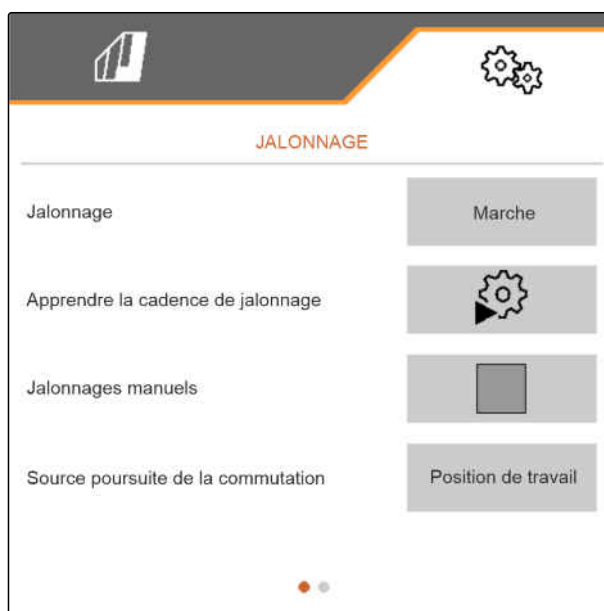 JALONNAGE
Jalonnage
Marche
Apprendre la cadence de jalonnage
Jalonnages manuels
Source poursuite de la commutation
Position de travail